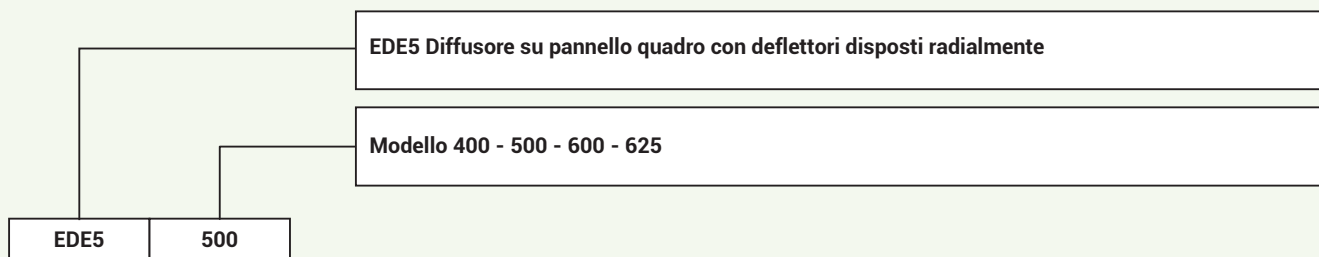 EDE5 Diffusore su pannello quadro con deflettori disposti radialmente
Modello 400 - 500 - 600 - 625
EDE5 500